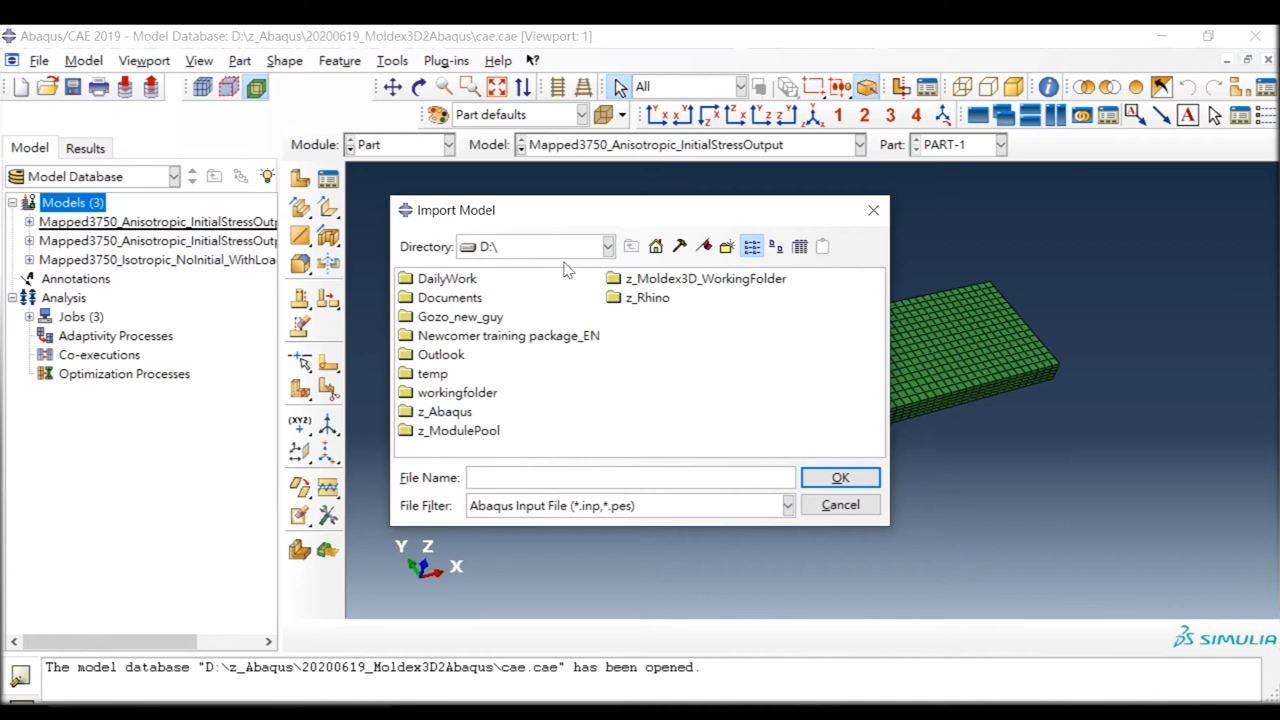 Abaqus/CAE 2019 - Model Database: D:\z_Abaqus\20200619_Moldex3D2Abaqus\cae.cae [Viewport: 1]
File Model Viewport View Part Shape Feature Tools Plug-ins Help
All
Part defaults
1 2 3 4
A
Model Results
Module: Part Model: Mapped3750_Anisotropic_InitialStressOutput Part: PART-1
Model Database
Models (3)
Mapped3750_Anisotropic_InitialStressOutp
Mapped3750_Anisotropic_InitialStressOutp
Mapped3750_Isotropic_NoInitial_WithLoa
Annotations
Analysis
Jobs (3)
Adaptivity Processes
Co-executions
Optimization Processes
(XYZ)
Import Model
Directory: D:\
DailyWork
Documents
Gozo_new_guy
Newcomer training package_EN
Outlook
temp
workingfolder
z_Abaqus
z_ModulePool
z_Moldex3D_WorkingFolder
z_Rhino
File Name: OK
File Filter: Abaqus Input File (*.inp,*.pes) Cancel
Y Z
X
SIMULIA
The model database "D:\z_Abaqus\20200619_Moldex3D2Abaqus\cae.cae" has been opened.